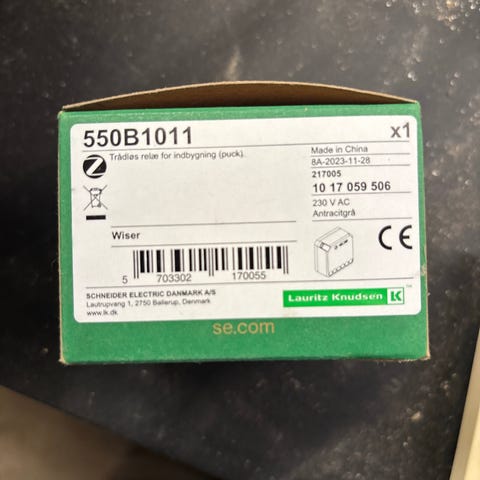 550B1011
x1
Trådløs relæ for indbygning (puck).
Made in China
8A-2023-11-28
217005
10 17 059 506
230 V AC
Antracitgrå
Wiser
CE
5 703302 170055
SCHNEIDER ELECTRIC DANMARK A/S
Lautrupvang 1, 2750 Ballerup, Denmark
www.lk.dk
Lauritz Knudsen LK
se.com